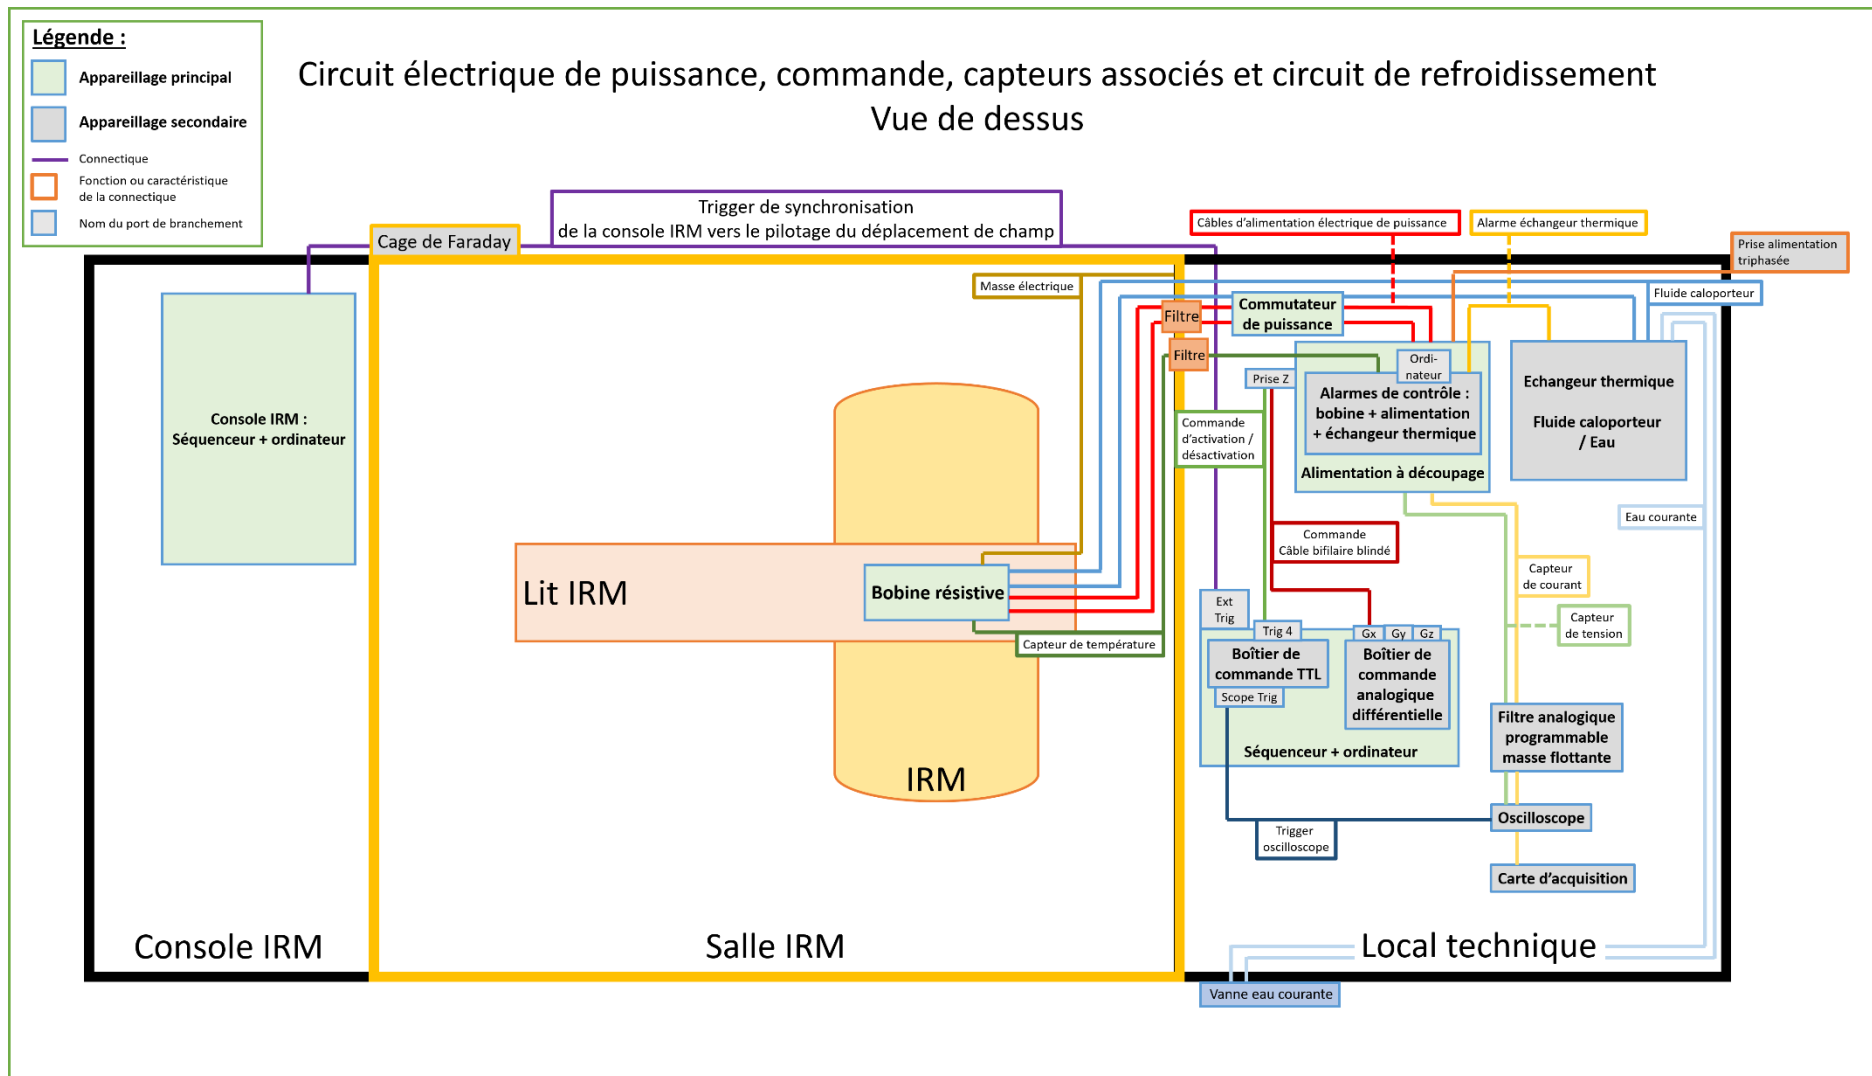 Légende :
Appareillage principal
Appareillage secondaire
Connectique
Fonction ou caractéristique
de la connectique
Nom du port de branchement
Circuit électrique de puissance, commande, capteurs associés et circuit de refroidissement
Vue de dessus
Trigger de synchronisation
de la console IRM vers le pilotage du déplacement de champ
Câbles d'alimentation électrique de puissance
Alarme échangeur thermique
Cage de Faraday
Prise alimentation
triphasée
Masse électrique
Fluide caloporteur
Commutateur
de puissance
Filtre
Filtre
Ordi-
nateur
Prise Z
Alarmes de contrôle :
bobine + alimentation
+ échangeur thermique
Alimentation à découpage
Echangeur thermique
Fluide caloporteur
/ Eau
Console IRM :
Séquenceur + ordinateur
Commande
d'activation /
désactivation
Eau courante
Commande
Câble bifilaire blindé
Capteur
de courant
Lit IRM
Bobine résistive
Capteur de température
Ext
Trig
Trig 4
Gx
Gy
Gz
Capteur
de tension
Boîtier de
commande TTL
Scope Trig
Boîtier de
commande
analogique
différentielle
Séquenceur + ordinateur
Filtre analogique
programmable
masse flottante
IRM
Oscilloscope
Trigger
oscilloscope
Carte d'acquisition
Console IRM
Salle IRM
Local technique
Vanne eau courante